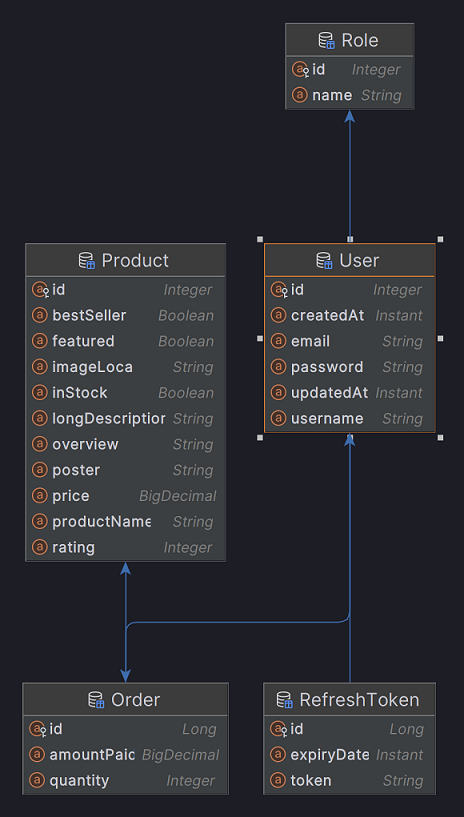 Role
id Integer
name String
Product
id Integer
bestSeller Boolean
featured Boolean
imageLoca String
inStock Boolean
longDescription String
overview String
poster String
price BigDecimal
productName String
rating Integer
User
id Integer
createdAt Instant
email String
password String
updatedAt Instant
username String
Order
id Long
amountPaid BigDecimal
quantity Integer
RefreshToken
id Long
expiryDate Instant
token String